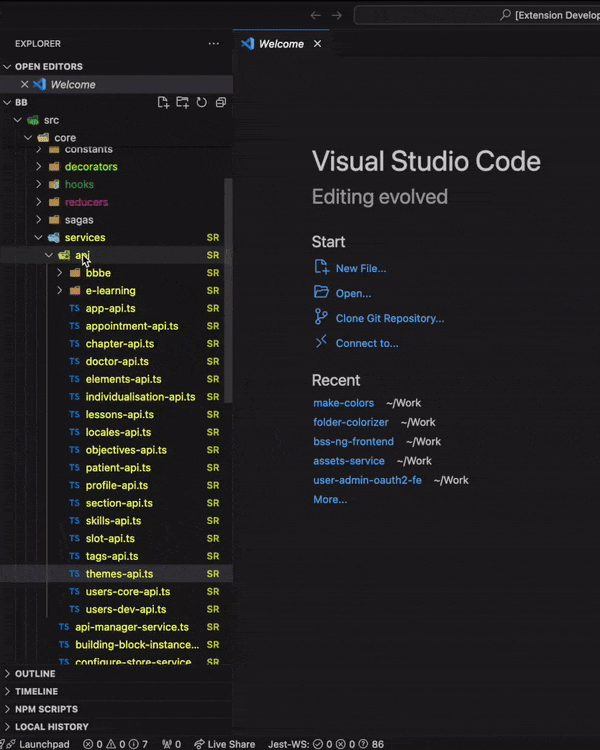 [Extension Develop
EXPLORER
Welcome
OPEN EDITORS
Welcome
BB
src
core
constants
decorators
hooks
reducers
sagas
services SR
api SR
bbbe SR
e-learning SR
TS app-api.ts SR
TS appointment-api.ts SR
TS chapter-api.ts SR
TS doctor-api.ts SR
TS elements-api.ts SR
TS individualisation-api.ts SR
TS lessons-api.ts SR
TS locales-api.ts SR
TS objectives-api.ts SR
TS patient-api.ts SR
TS profile-api.ts SR
TS section-api.ts SR
TS skills-api.ts SR
TS slot-api.ts SR
TS tags-api.ts SR
TS themes-api.ts SR
TS users-core-api.ts SR
TS users-dev-api.ts SR
TS api-manager-service.ts SR
TS building-block-instance... SR
TS configure-store-service SR
OUTLINE
TIMELINE
NPM SCRIPTS
LOCAL HISTORY
Visual Studio Code
Editing evolved
Start
New File...
Open...
Clone Git Repository...
Connect to...
Recent
make-colors ~/Work
folder-colorizer ~/Work
bss-ng-frontend ~/Work
assets-service ~/Work
user-admin-oauth2-fe ~/Work
More...
Launchpad 0 0 7 0 Live Share Jest-WS: 0 0 86